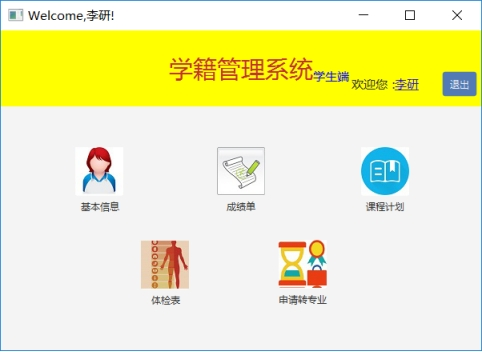 Welcome,李研!
学籍管理系统学生端 欢迎您：李研 退出
基本信息 成绩单 课程计划
体检表 申请转专业